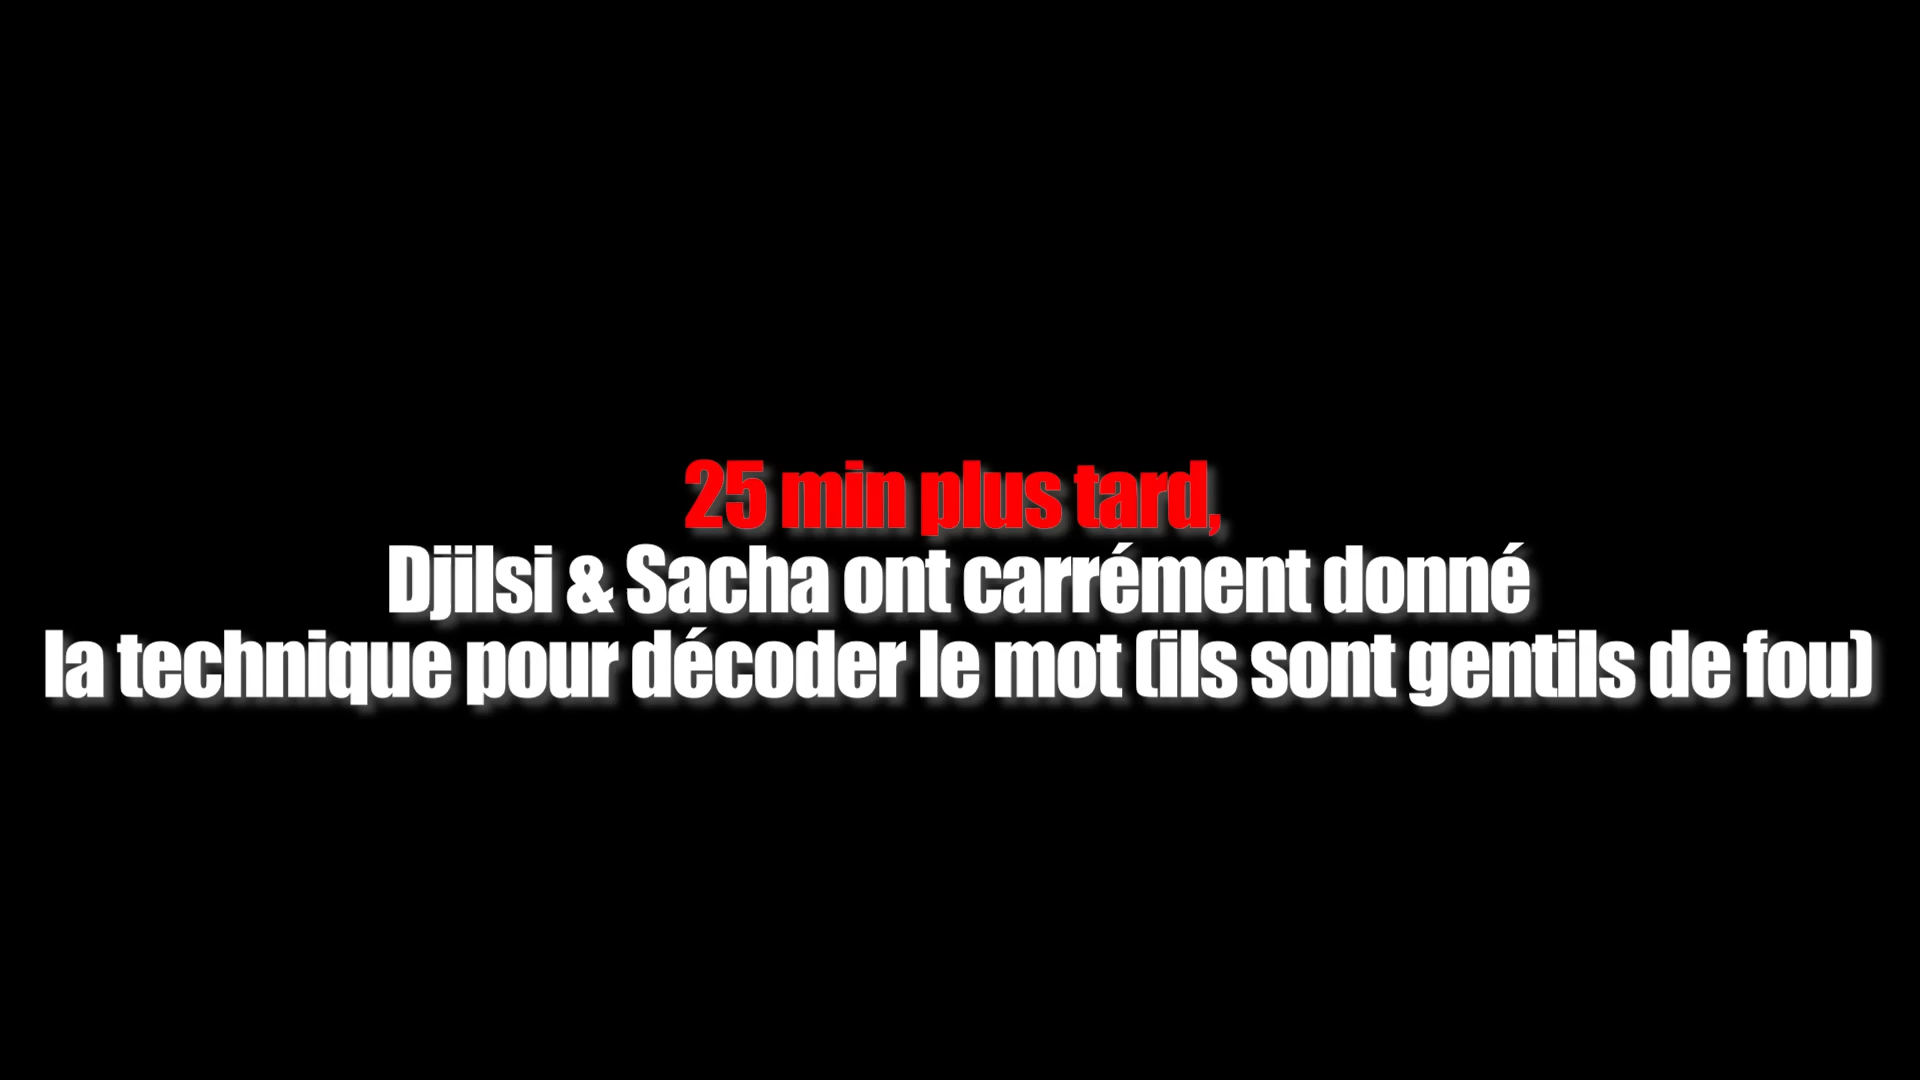 25 min plus tard,
Djilsi & Sacha ont carrément donné
la technique pour décoder le mot (ils sont gentils de fou)